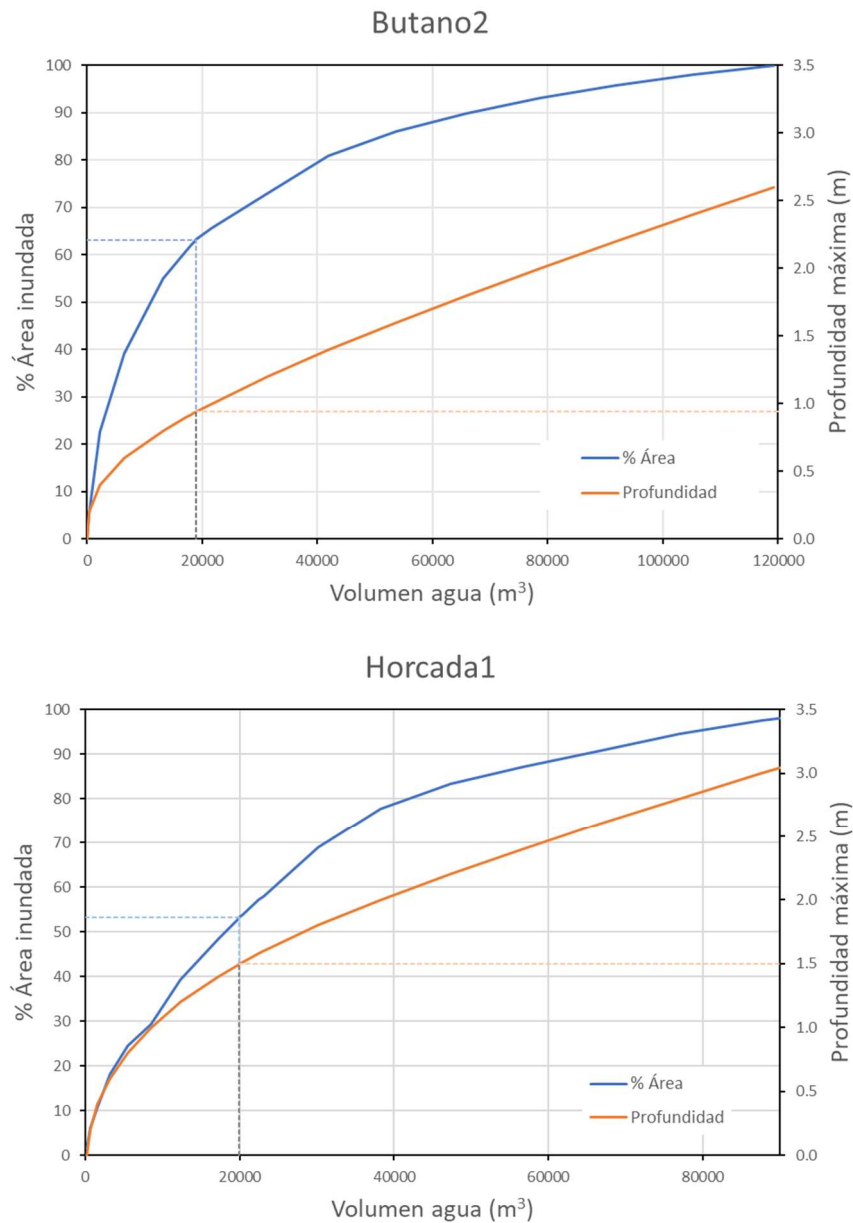 Butano2
100
90
80
70
60
50
40
30
20
10
0
% Área inundada
3.5
3.0
2.5
2.0
1.5
1.0
0.5
0.0
Profundidad máxima (m)
% Área
Profundidad
0 20000 40000 60000 80000 100000 120000
Volumen agua (m³)
Horcada1
100
90
80
70
60
50
40
30
20
10
0
% Área inundada
3.5
3.0
2.5
2.0
1.5
1.0
0.5
0.0
Profundidad máxima (m)
% Área
Profundidad
0 20000 40000 60000 80000
Volumen agua (m³)